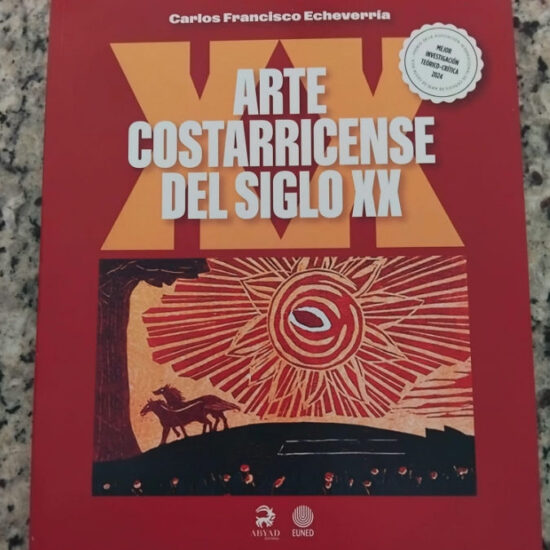 Carlos Francisco Echeverría
MEJOR
INVESTIGACIÓN
TEÓRICO-CRÍTICA
2024
ARTE
COSTARRICENSE
DEL SIGLO XX
ABYAD
EUNED